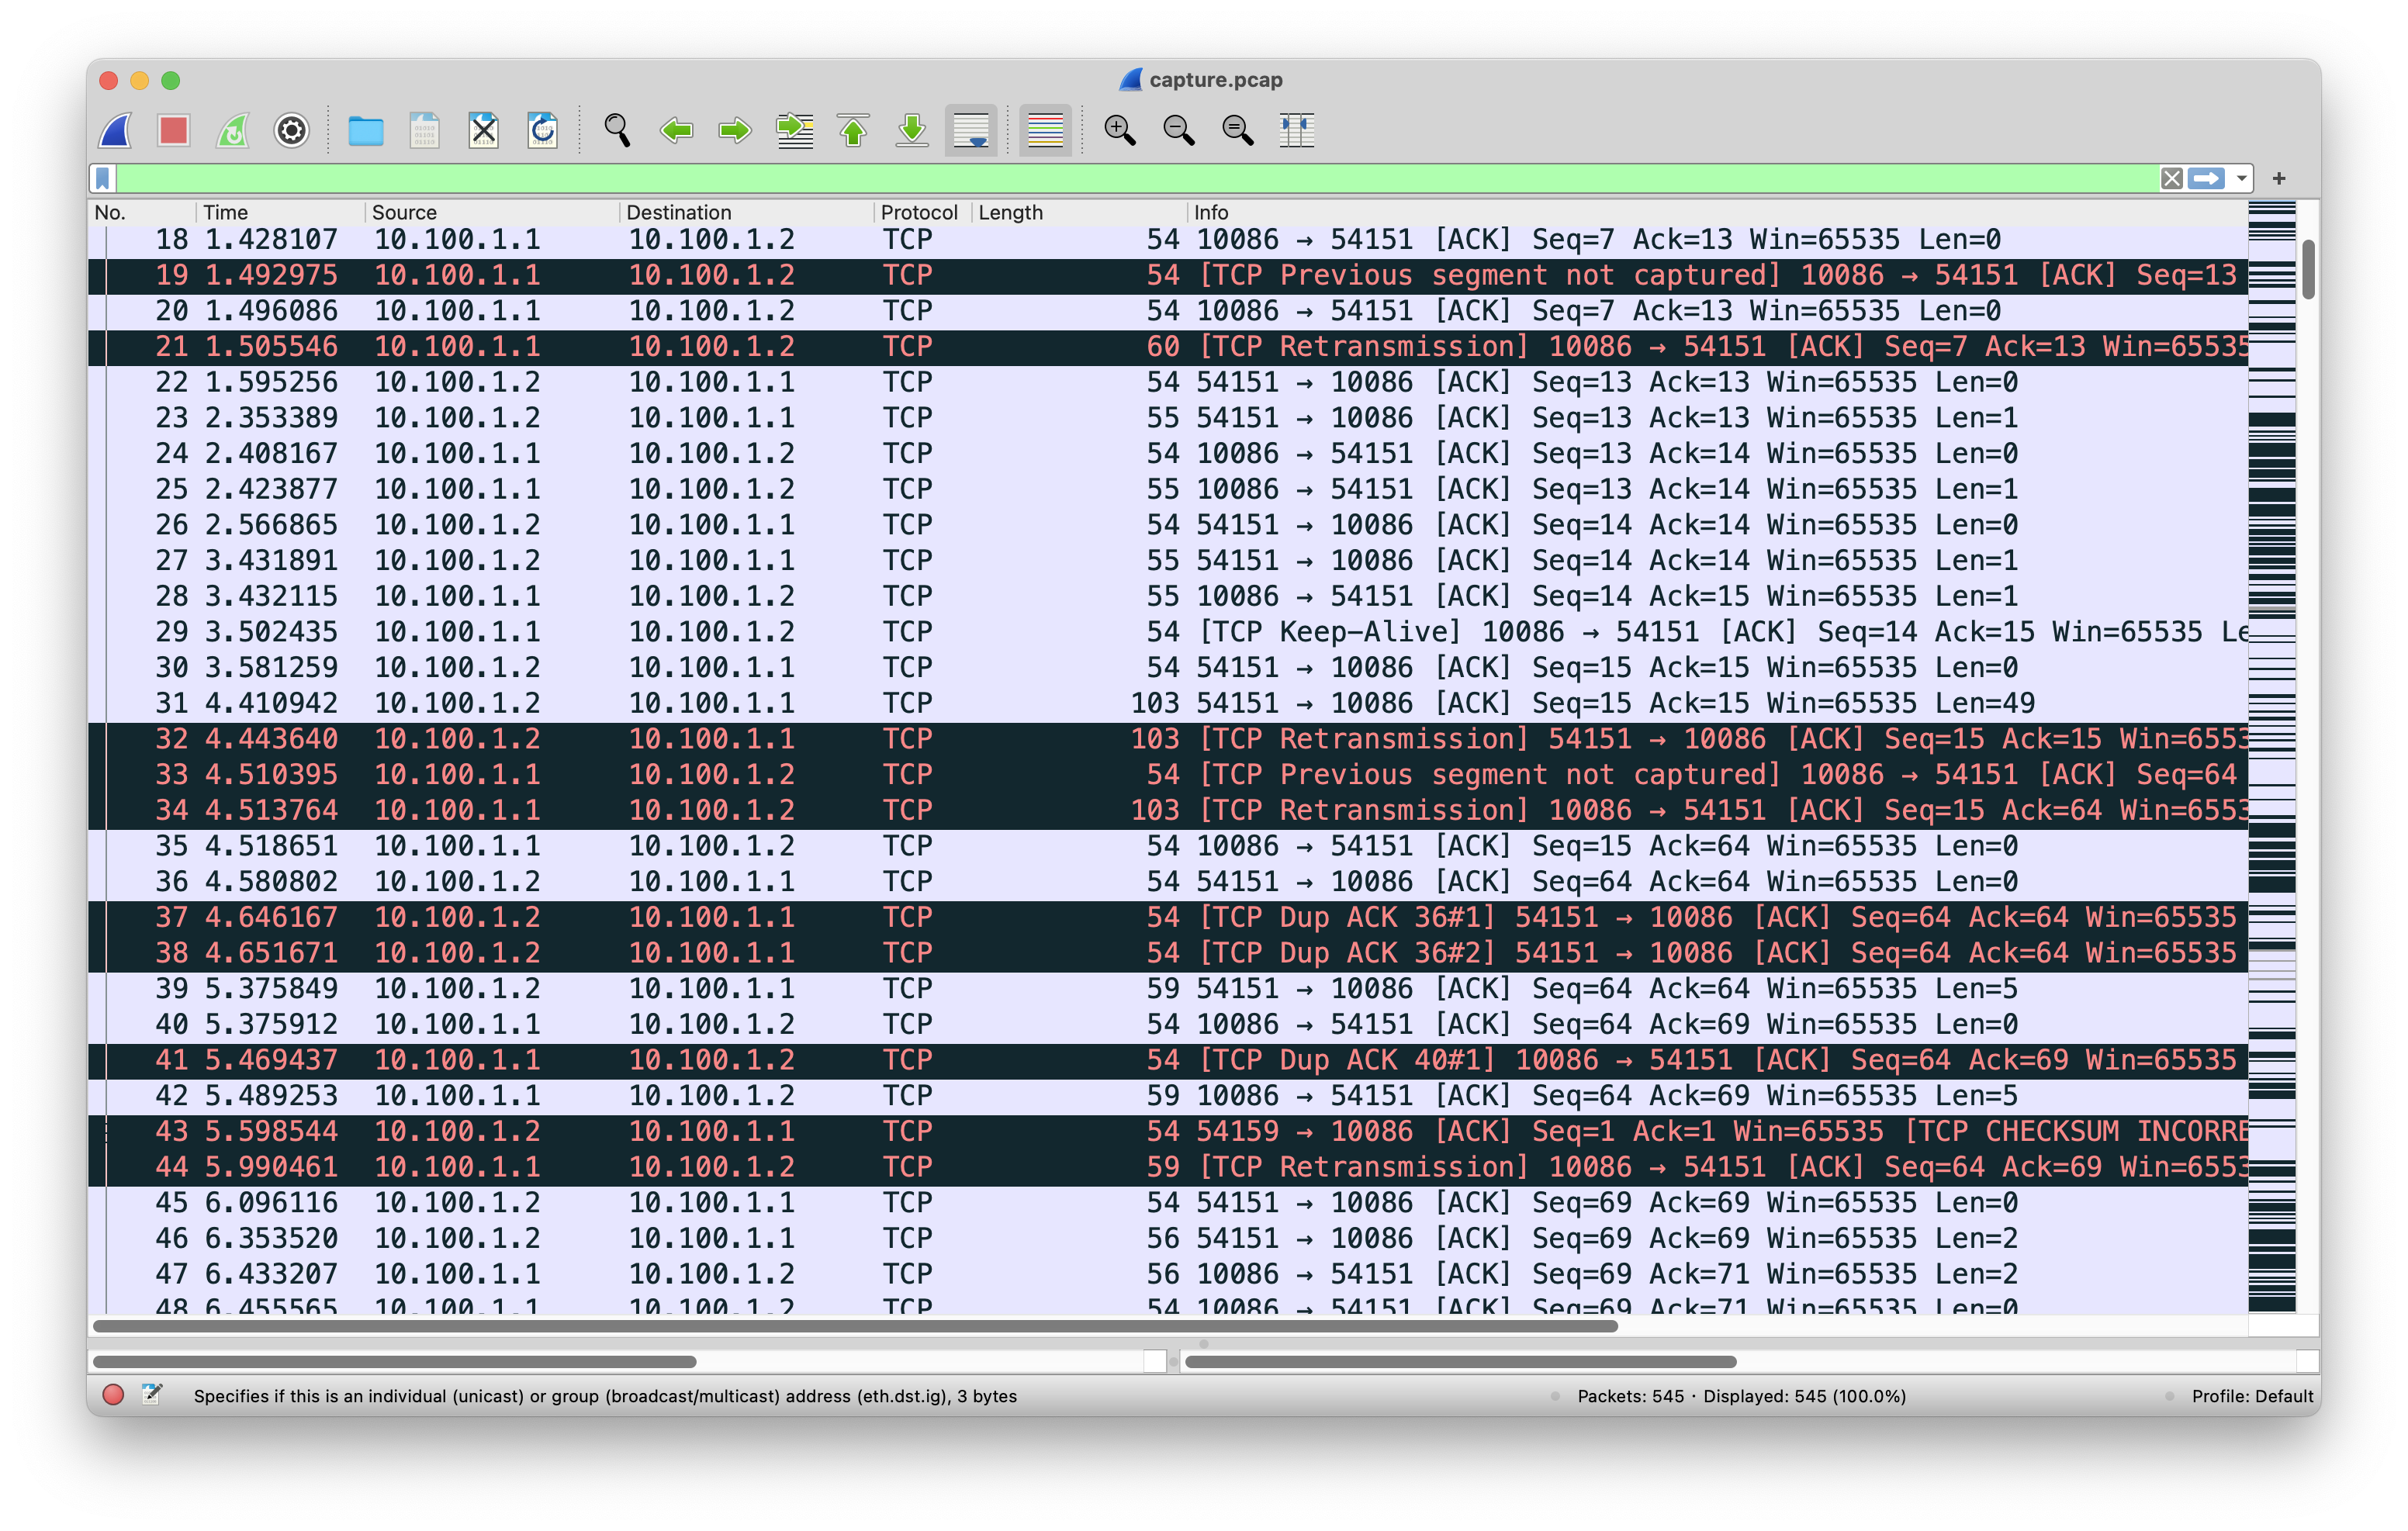 capture.pcap
No. Time Source Destination Protocol Length Info
18 1.428107 10.100.1.1 10.100.1.2 TCP 54 10086 → 54151 [ACK] Seq=7 Ack=13 Win=65535 Len=0
19 1.492975 10.100.1.1 10.100.1.2 TCP 54 [TCP Previous segment not captured] 10086 → 54151 [ACK] Seq=13
20 1.496086 10.100.1.1 10.100.1.2 TCP 54 10086 → 54151 [ACK] Seq=7 Ack=13 Win=65535 Len=0
21 1.505546 10.100.1.1 10.100.1.2 TCP 60 [TCP Retransmission] 10086 → 54151 [ACK] Seq=7 Ack=13 Win=65535
22 1.595256 10.100.1.2 10.100.1.1 TCP 54 54151 → 10086 [ACK] Seq=13 Ack=13 Win=65535 Len=0
23 2.353389 10.100.1.2 10.100.1.1 TCP 55 54151 → 10086 [ACK] Seq=13 Ack=13 Win=65535 Len=1
24 2.408167 10.100.1.1 10.100.1.2 TCP 54 10086 → 54151 [ACK] Seq=13 Ack=14 Win=65535 Len=0
25 2.423877 10.100.1.1 10.100.1.2 TCP 55 10086 → 54151 [ACK] Seq=13 Ack=14 Win=65535 Len=1
26 2.566865 10.100.1.2 10.100.1.1 TCP 54 54151 → 10086 [ACK] Seq=14 Ack=14 Win=65535 Len=0
27 3.431891 10.100.1.2 10.100.1.1 TCP 55 54151 → 10086 [ACK] Seq=14 Ack=14 Win=65535 Len=1
28 3.432115 10.100.1.1 10.100.1.2 TCP 55 10086 → 54151 [ACK] Seq=14 Ack=15 Win=65535 Len=1
29 3.502435 10.100.1.1 10.100.1.2 TCP 54 [TCP Keep-Alive] 10086 → 54151 [ACK] Seq=14 Ack=15 Win=65535 Le
30 3.581259 10.100.1.2 10.100.1.1 TCP 54 54151 → 10086 [ACK] Seq=15 Ack=15 Win=65535 Len=0
31 4.410942 10.100.1.2 10.100.1.1 TCP 103 54151 → 10086 [ACK] Seq=15 Ack=15 Win=65535 Len=49
32 4.443640 10.100.1.2 10.100.1.1 TCP 103 [TCP Retransmission] 54151 → 10086 [ACK] Seq=15 Ack=15 Win=6553
33 4.510395 10.100.1.1 10.100.1.2 TCP 54 [TCP Previous segment not captured] 10086 → 54151 [ACK] Seq=64
34 4.513764 10.100.1.1 10.100.1.2 TCP 103 [TCP Retransmission] 10086 → 54151 [ACK] Seq=15 Ack=64 Win=6553
35 4.518651 10.100.1.1 10.100.1.2 TCP 54 10086 → 54151 [ACK] Seq=15 Ack=64 Win=65535 Len=0
36 4.580802 10.100.1.2 10.100.1.1 TCP 54 54151 → 10086 [ACK] Seq=64 Ack=64 Win=65535 Len=0
37 4.646167 10.100.1.2 10.100.1.1 TCP 54 [TCP Dup ACK 36#1] 54151 → 10086 [ACK] Seq=64 Ack=64 Win=65535
38 4.651671 10.100.1.2 10.100.1.1 TCP 54 [TCP Dup ACK 36#2] 54151 → 10086 [ACK] Seq=64 Ack=64 Win=65535
39 5.375849 10.100.1.2 10.100.1.1 TCP 59 54151 → 10086 [ACK] Seq=64 Ack=64 Win=65535 Len=5
40 5.375912 10.100.1.1 10.100.1.2 TCP 54 10086 → 54151 [ACK] Seq=64 Ack=69 Win=65535 Len=0
41 5.469437 10.100.1.1 10.100.1.2 TCP 54 [TCP Dup ACK 40#1] 10086 → 54151 [ACK] Seq=64 Ack=69 Win=65535
42 5.489253 10.100.1.1 10.100.1.2 TCP 59 10086 → 54151 [ACK] Seq=64 Ack=69 Win=65535 Len=5
43 5.598544 10.100.1.2 10.100.1.1 TCP 54 54159 → 10086 [ACK] Seq=1 Ack=1 Win=65535 [TCP CHECKSUM INCORRE
44 5.990461 10.100.1.1 10.100.1.2 TCP 59 [TCP Retransmission] 10086 → 54151 [ACK] Seq=64 Ack=69 Win=6553
45 6.096116 10.100.1.2 10.100.1.1 TCP 54 54151 → 10086 [ACK] Seq=69 Ack=69 Win=65535 Len=0
46 6.353520 10.100.1.2 10.100.1.1 TCP 56 54151 → 10086 [ACK] Seq=69 Ack=69 Win=65535 Len=2
47 6.433207 10.100.1.1 10.100.1.2 TCP 56 10086 → 54151 [ACK] Seq=69 Ack=71 Win=65535 Len=2
48 6.455565 10.100.1.1 10.100.1.2 TCP 54 10086 → 54151 [ACK] Seq=69 Ack=71 Win=65535 Len=0
Specifies if this is an individual (unicast) or group (broadcast/multicast) address (eth.dst.ig), 3 bytes Packets: 545 · Displayed: 545 (100.0%) Profile: Default